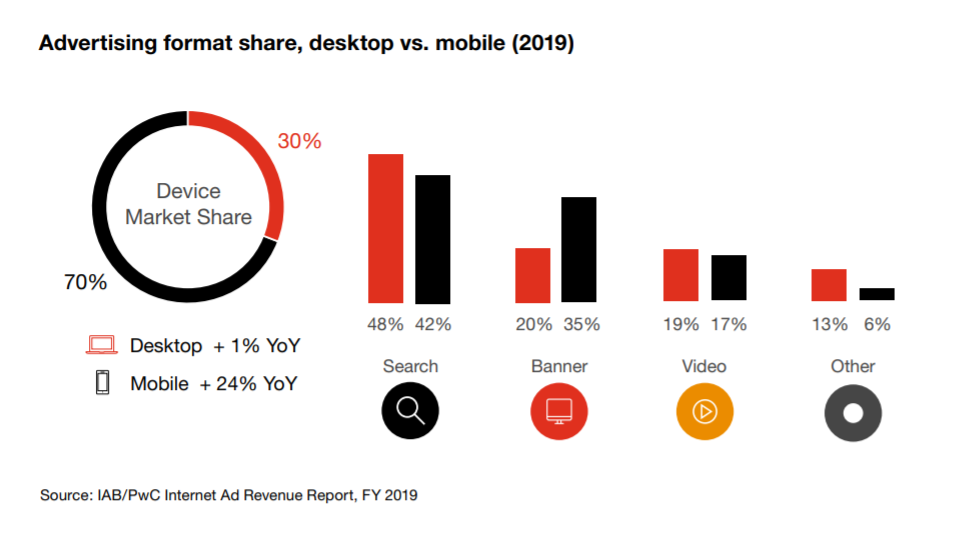 Advertising format share, desktop vs. mobile (2019)
30%
Device
Market Share
70%
Desktop + 1% YoY
Mobile + 24% YoY
48% 42%
Search
20% 35%
Banner
19% 17%
Video
13% 6%
Other
Source: IAB/PwC Internet Ad Revenue Report, FY 2019